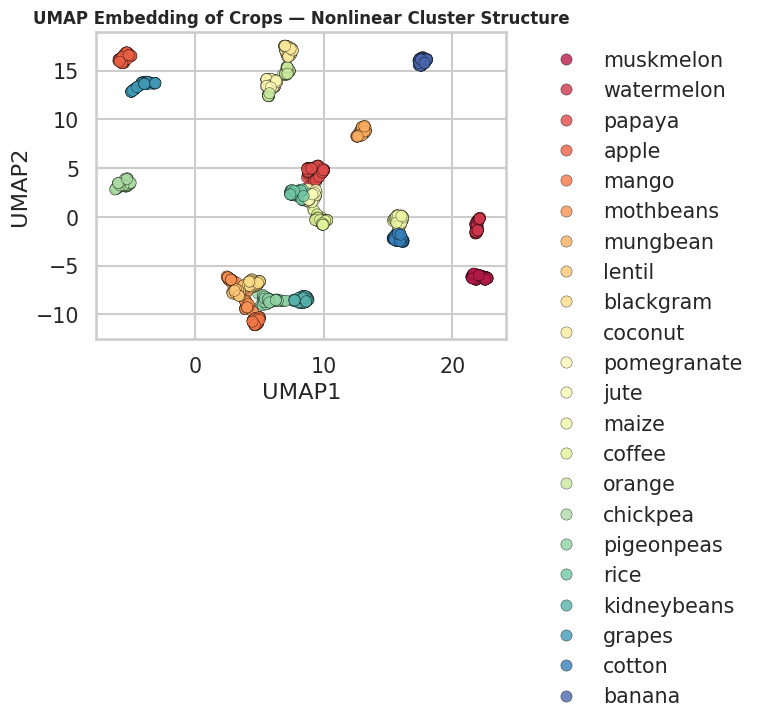 UMAP Embedding of Crops — Nonlinear Cluster Structure
UMAP2
15
10
5
0
−5
−10
0
10
20
UMAP1
muskmelon
watermelon
papaya
apple
mango
mothbeans
mungbean
lentil
blackgram
coconut
pomegranate
jute
maize
coffee
orange
chickpea
pigeonpeas
rice
kidneybeans
grapes
cotton
banana